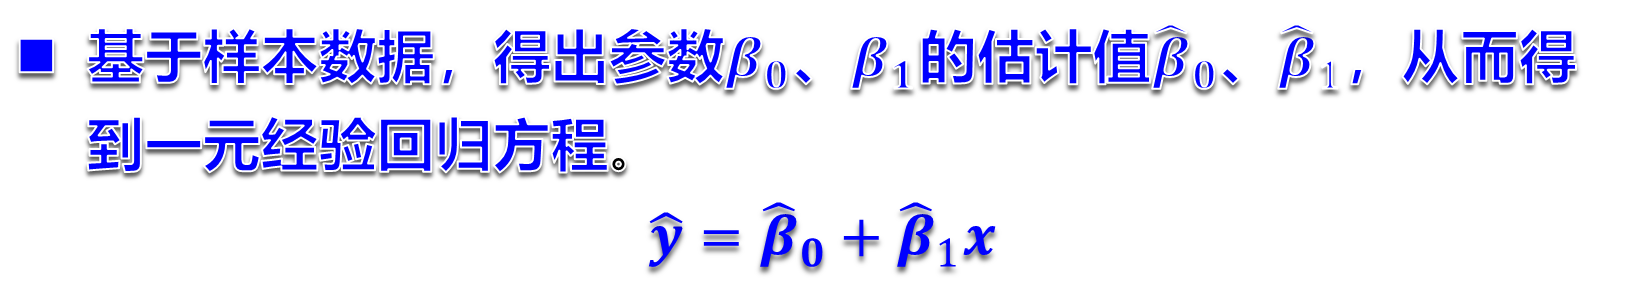 ■ 基于样本数据，得出参数β₀、β₁的估计值β̂₀、β̂₁，从而得
到一元经验回归方程。
ŷ = β̂₀ + β̂₁x